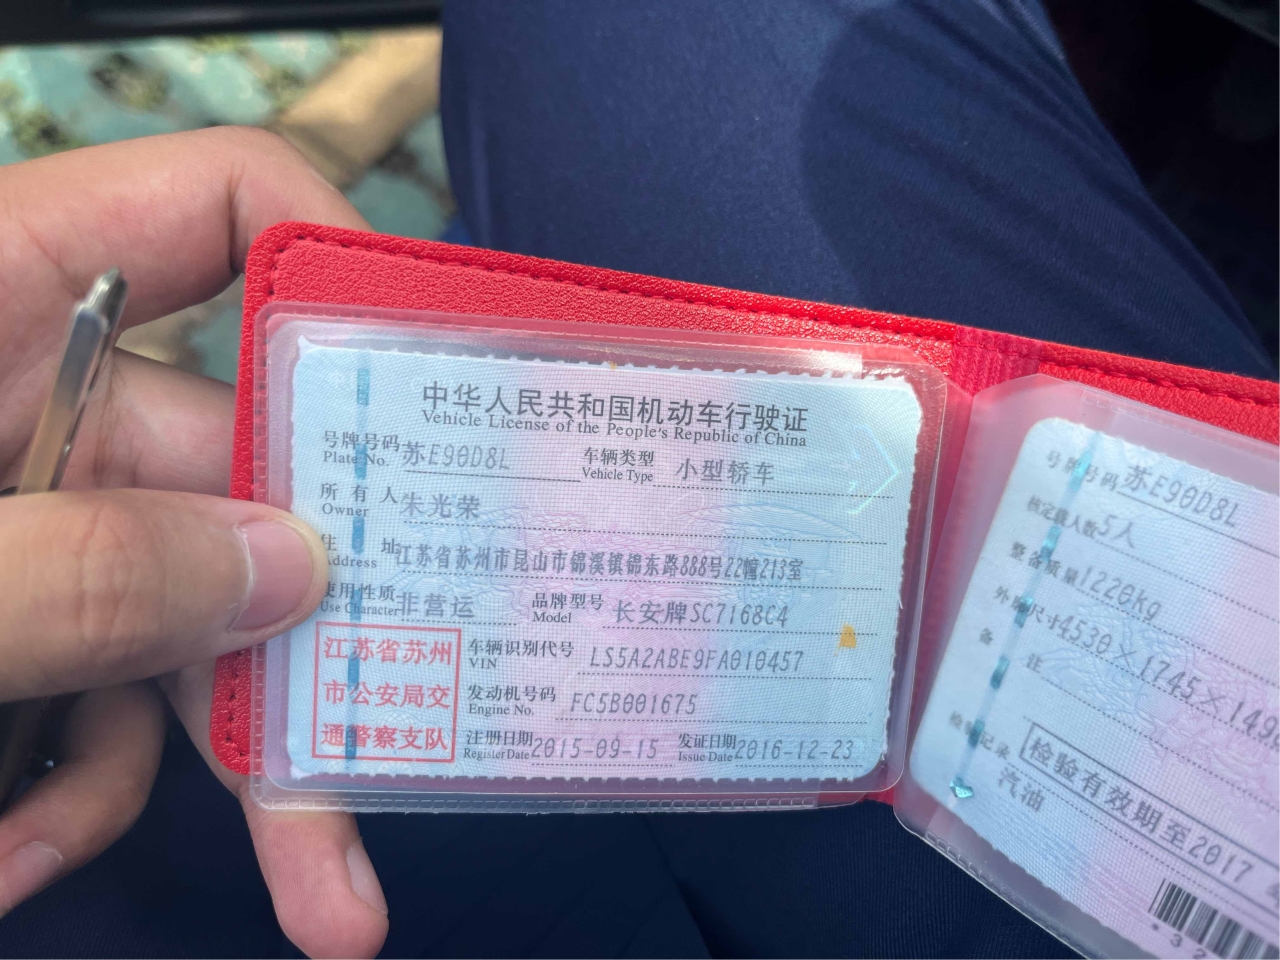 中华人民共和国机动车行驶证
Vehicle License of the People's Republic of China
号牌号码 苏E90D8L 车辆类型 小型轿车
Plate No. Vehicle Type
所有人 朱光荣
Owner
住址 江苏省苏州市昆山市锦溪镇锦东路888号22幢213室
Address
使用性质 非营运 品牌型号 长安牌SC7168C4
Use Character Model
江苏省苏州
市公安局交
通警察支队
车辆识别代号 LS5A2ABE9FA010457
VIN
发动机号码 FC5B001675
Engine No.
注册日期 2015-09-15 发证日期 2016-12-23
Register Date Issue Date
号牌号码 苏E90D8L
核定载人数 5人
整备质量 1220kg
外廓尺寸 4530×1745×149
备注
检验记录
检验有效期至2017
汽油
*32